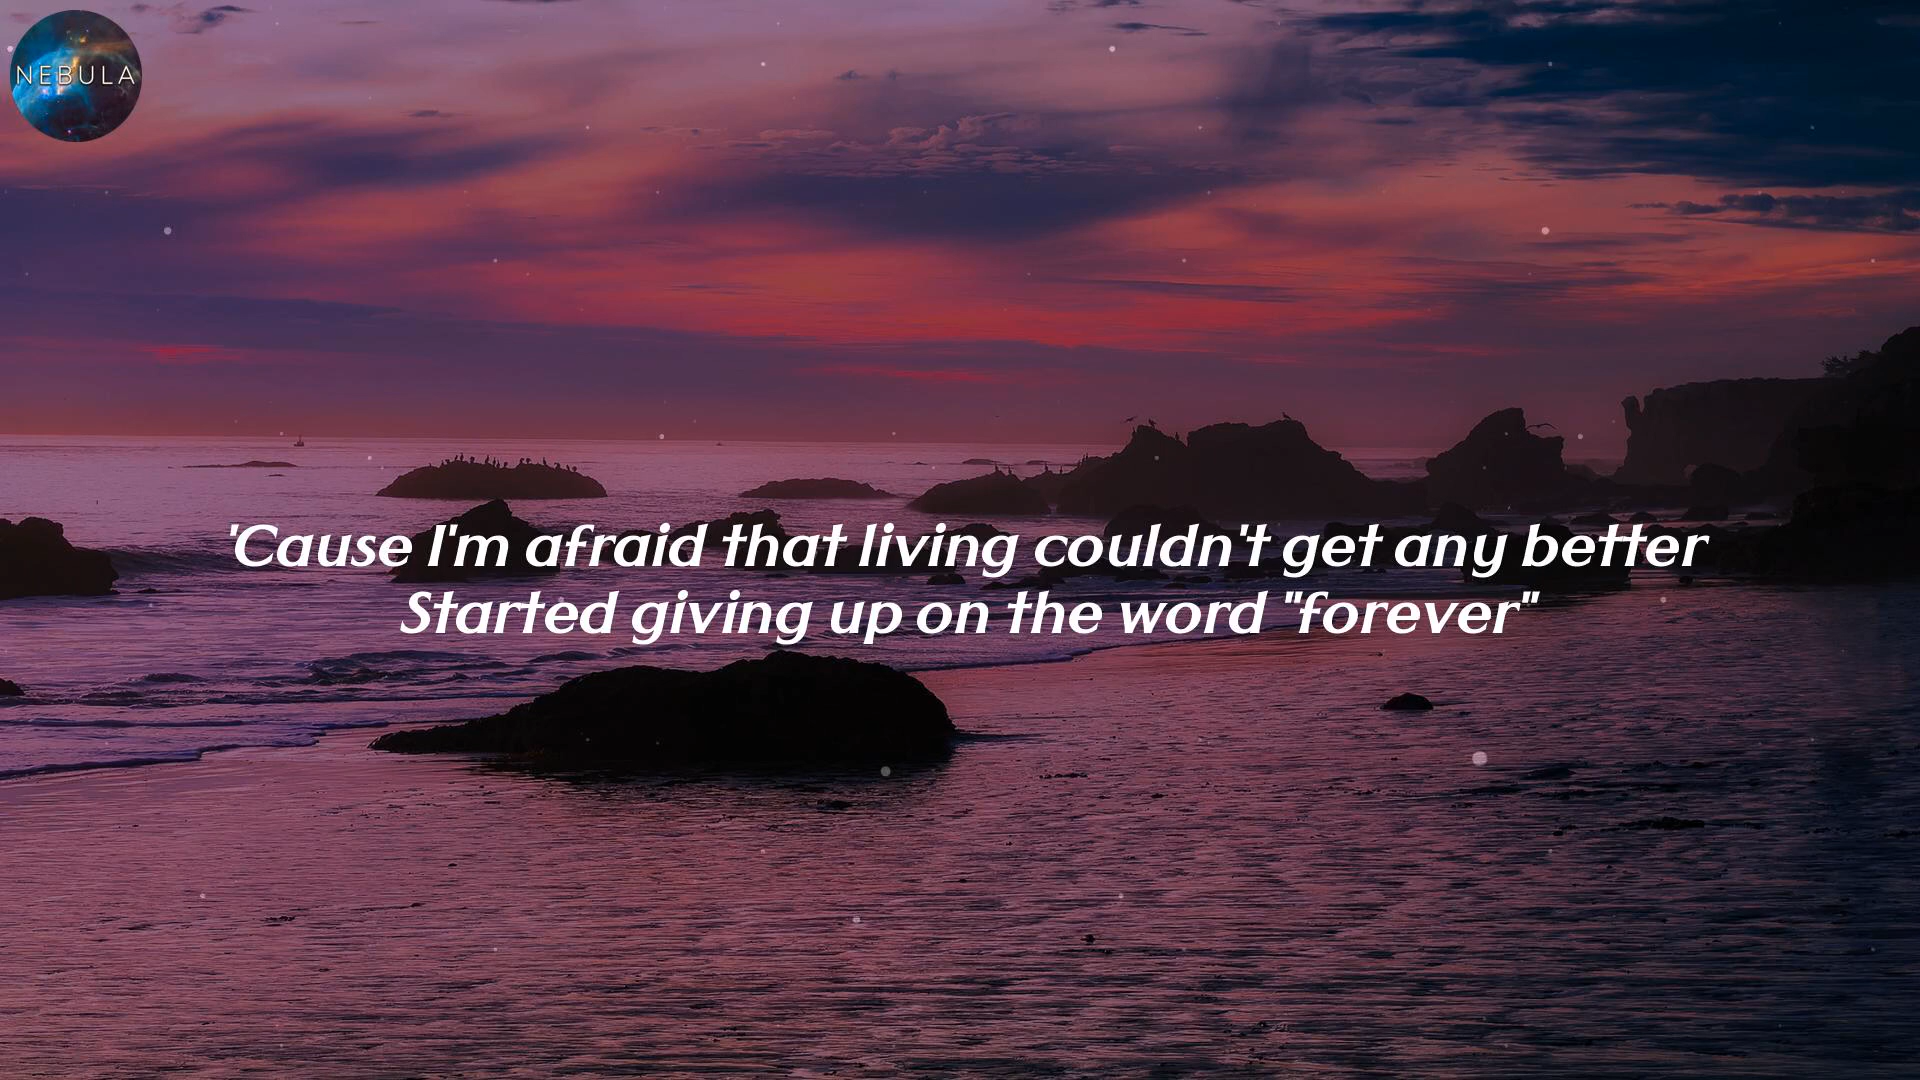 NEBULA
'Cause I'm afraid that living couldn't get any better
Started giving up on the word "forever"